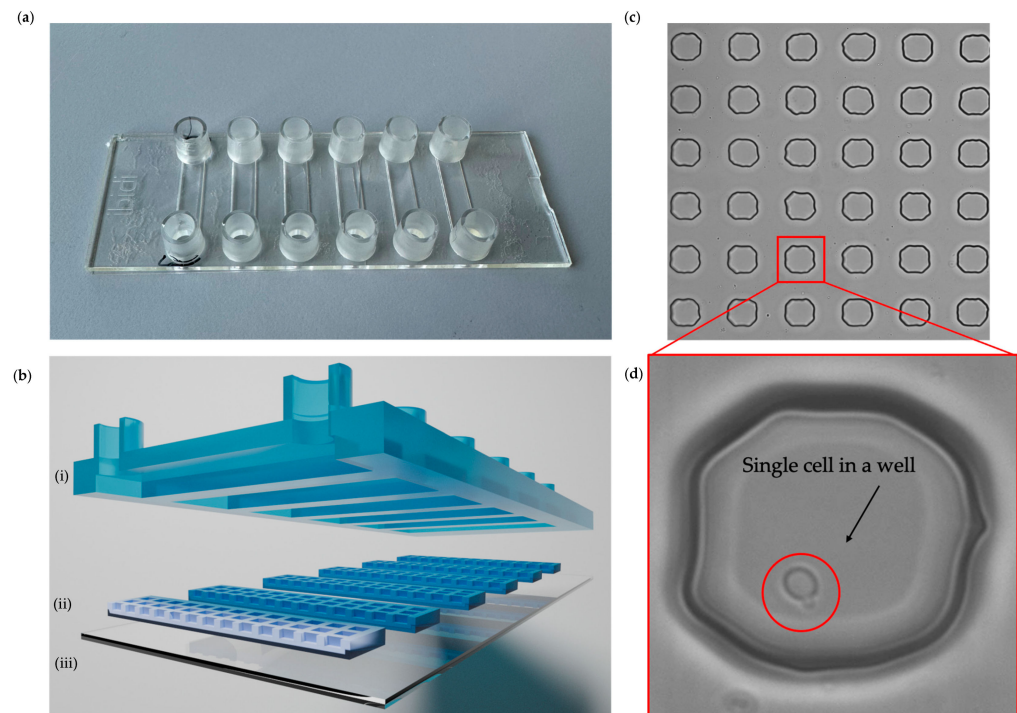 (a)
ibidi
(b)
(i)
(ii)
(iii)
(c)
(d)
Single cell in a well